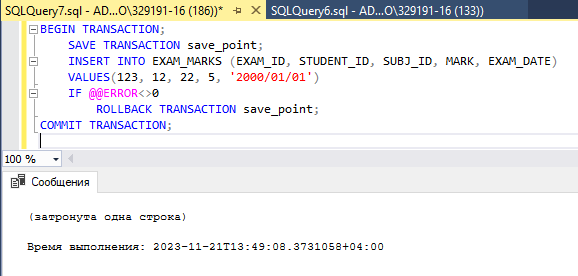 SQLQuery7.sql - AD...O\329191-16 (186))* SQLQuery6.sql - AD...O\329191-16 (133))
BEGIN TRANSACTION;
SAVE TRANSACTION save_point;
INSERT INTO EXAM_MARKS (EXAM_ID, STUDENT_ID, SUBJ_ID, MARK, EXAM_DATE)
VALUES(123, 12, 22, 5, '2000/01/01')
IF @@ERROR<>0
ROLLBACK TRANSACTION save_point;
COMMIT TRANSACTION;
100 %
Сообщения
(затронута одна строка)
Время выполнения: 2023-11-21T13:49:08.3731058+04:00